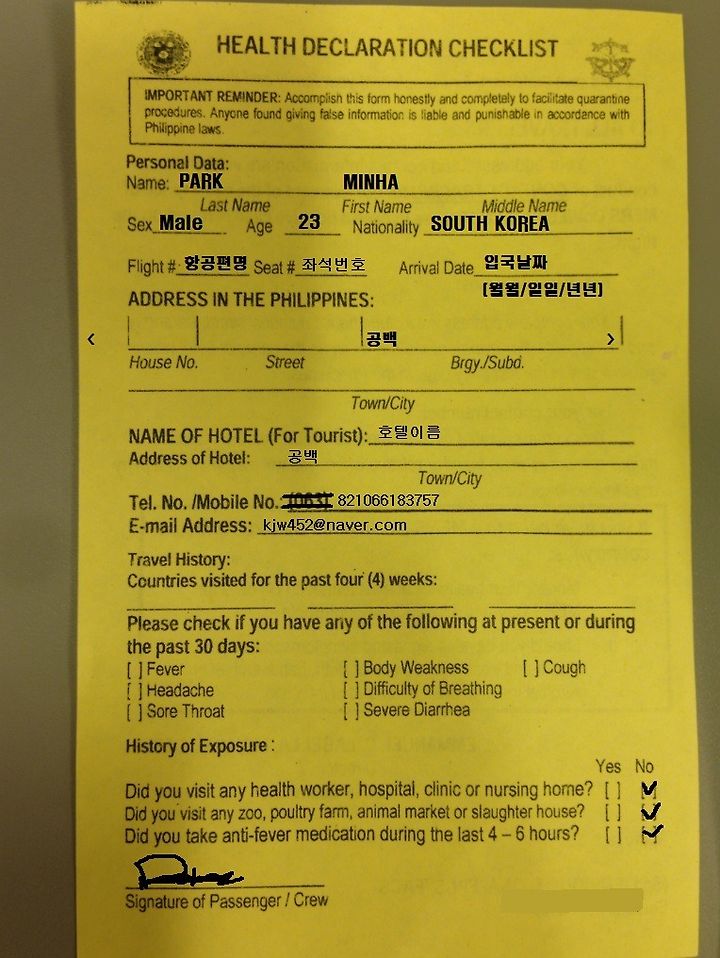 HEALTH DECLARATION CHECKLIST
IMPORTANT REMINDER: Accomplish this form honestly and completely to facilitate quarantine
procedures. Anyone found giving false information is liable and punishable in accordance with
Philippine laws.
Personal Data:
Name: PARK MINHA
Last Name First Name Middle Name
Sex Male Age 23 Nationality SOUTH KOREA
Flight # 항공편명 Seat # 좌석번호 Arrival Date 입국날짜
(월월/일일/년년)
ADDRESS IN THE PHILIPPINES:
< 공백 >
House No. Street Brgy./Subd.
Town/City
NAME OF HOTEL (For Tourist): 호텔이름
Address of Hotel: 공백
Town/City
Tel. No. /Mobile No. 821066183757
E-mail Address: kjw452@naver.com
Travel History:
Countries visited for the past four (4) weeks:
Please check if you have any of the following at present or during
the past 30 days:
[ ] Fever [ ] Body Weakness [ ] Cough
[ ] Headache [ ] Difficulty of Breathing
[ ] Sore Throat [ ] Severe Diarrhea
History of Exposure :
Yes No
Did you visit any health worker, hospital, clinic or nursing home? [ ] [✓]
Did you visit any zoo, poultry farm, animal market or slaughter house? [ ] [✓]
Did you take anti-fever medication during the last 4 – 6 hours? [ ] [✓]
Signature of Passenger / Crew